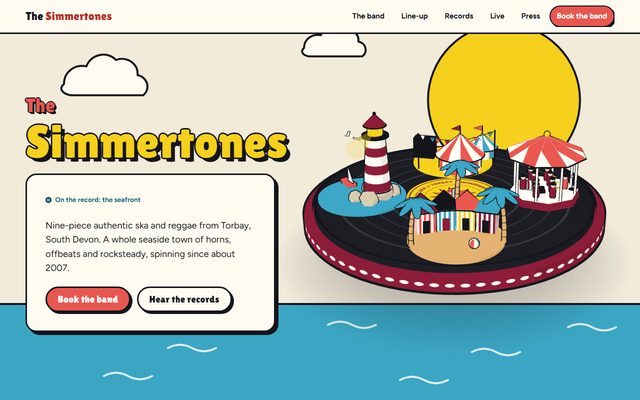 The Simmertones
The band
Line-up
Records
Live
Press
Book the band
The
Simmertones
On the record: the seafront
Nine-piece authentic ska and reggae from Torbay,
South Devon. A whole seaside town of horns,
offbeats and rocksteady, spinning since about
2007.
Book the band
Hear the records